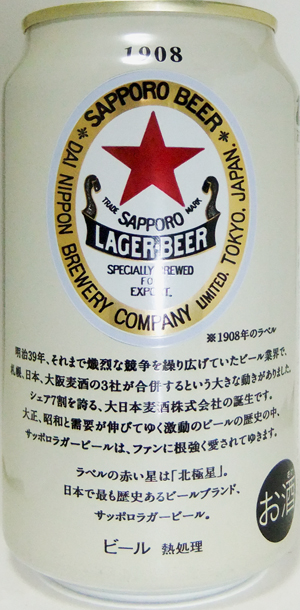 1908
SAPPORO BEER
DAI NIPPON BREWERY COMPANY LIMITED. TOKYO, JAPAN.
TRADE MARK
SAPPORO
LAGER-BEER
SPECIALLY BREWED
FOR
EXPORT.
※1908年のラベル
明治39年、それまで熾烈な競争を繰り広げていたビール業界で、
札幌、日本、大阪麦酒の3社が合併するという大きな動きがありました。
シェア7割を誇る、大日本麦酒株式会社の誕生です。
大正、昭和と需要が伸びてゆく激動のビールの歴史の中、
サッポロラガービールは、ファンに根強く愛されてゆきます。
ラベルの赤い星は「北極星」。
日本で最も歴史あるビールブランド、
サッポロラガービール。
お酒
ビール 熱処理